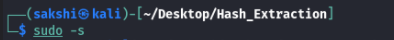 ┌──(sakshi㉿kali)-[~/Desktop/Hash_Extraction]
└─$ sudo -s